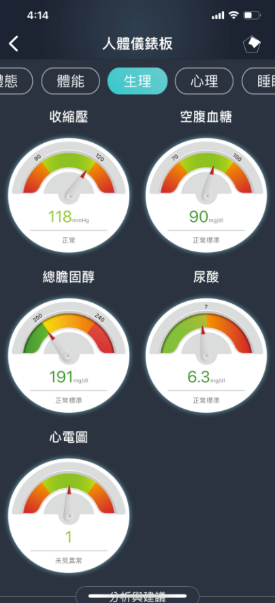 4:14
人體儀錶板
體態 體能 生理 心理 睡眠
收縮壓 空腹血糖
90 120 70 100
118mmHg 90mg/dl
正常 正常標準
總膽固醇 尿酸
200 240 7
191mg/dl 6.3mg/dl
正常標準 正常標準
心電圖
1
未見異常
分析與建議